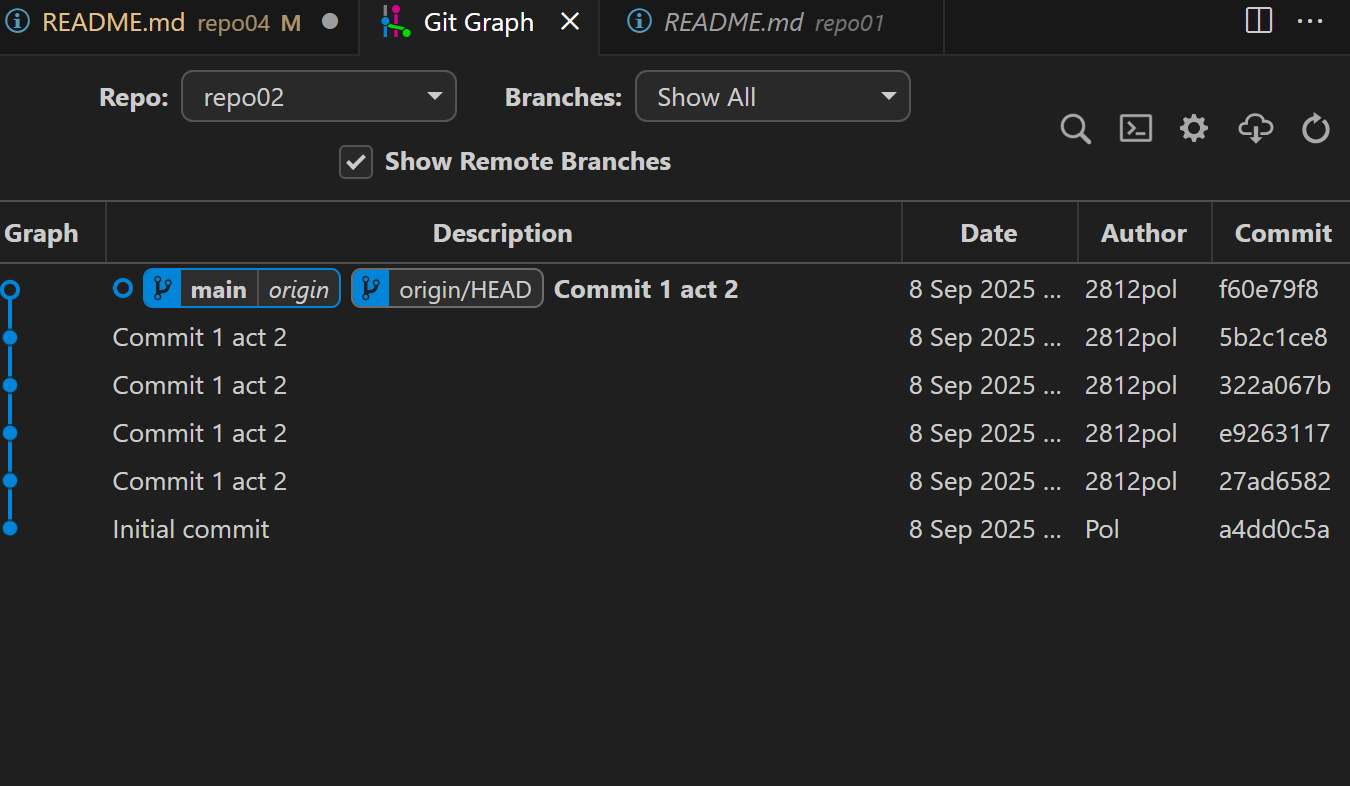 README.md repo04 M Git Graph README.md repo01
Repo: repo02 Branches: Show All
Show Remote Branches
Graph Description Date Author Commit
main origin origin/HEAD Commit 1 act 2 8 Sep 2025 ... 2812pol f60e79f8
Commit 1 act 2 8 Sep 2025 ... 2812pol 5b2c1ce8
Commit 1 act 2 8 Sep 2025 ... 2812pol 322a067b
Commit 1 act 2 8 Sep 2025 ... 2812pol e9263117
Commit 1 act 2 8 Sep 2025 ... 2812pol 27ad6582
Initial commit 8 Sep 2025 ... Pol a4dd0c5a